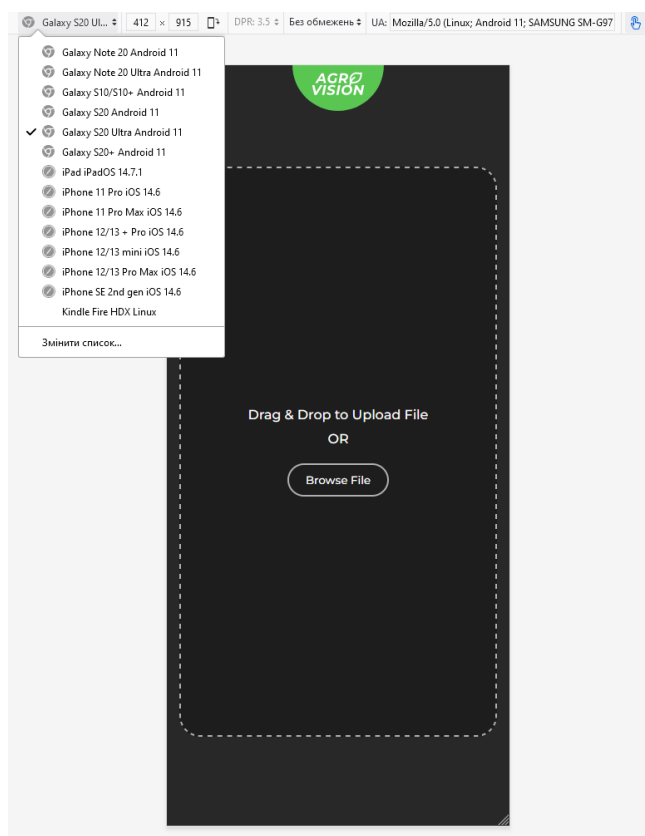 Galaxy S20 Ul... 412 × 915 DPR: 3.5 Без обмежень UA: Mozilla/5.0 (Linux; Android 11; SAMSUNG SM-G97
Galaxy Note 20 Android 11
Galaxy Note 20 Ultra Android 11
Galaxy S10/S10+ Android 11
Galaxy S20 Android 11
Galaxy S20 Ultra Android 11
Galaxy S20+ Android 11
iPad iPadOS 14.7.1
iPhone 11 Pro iOS 14.6
iPhone 11 Pro Max iOS 14.6
iPhone 12/13 + Pro iOS 14.6
iPhone 12/13 mini iOS 14.6
iPhone 12/13 Pro Max iOS 14.6
iPhone SE 2nd gen iOS 14.6
Kindle Fire HDX Linux
Змінити список...
AGRO
VISION
Drag & Drop to Upload File
OR
Browse File